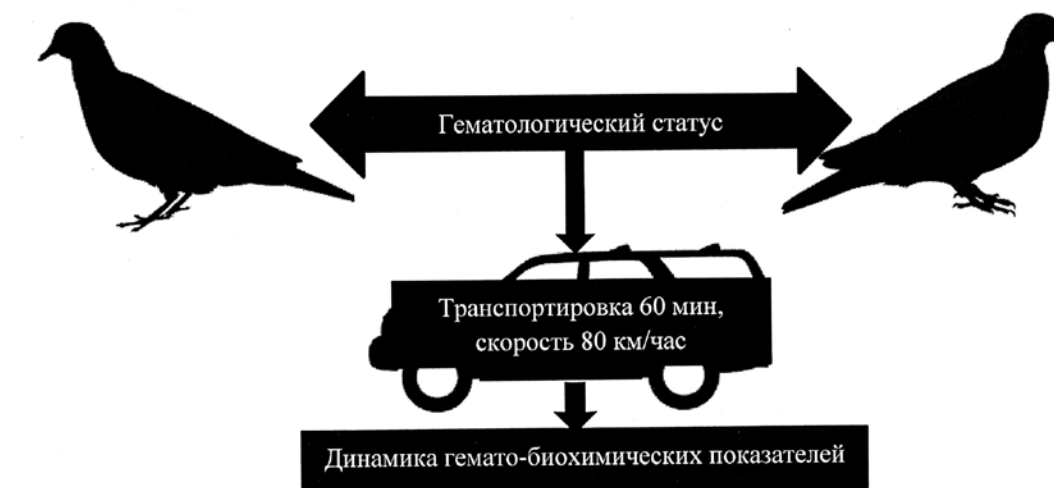 Гематологический статус
Транспортировка 60 мин,
скорость 80 км/час
Динамика гемато-биохимических показателей